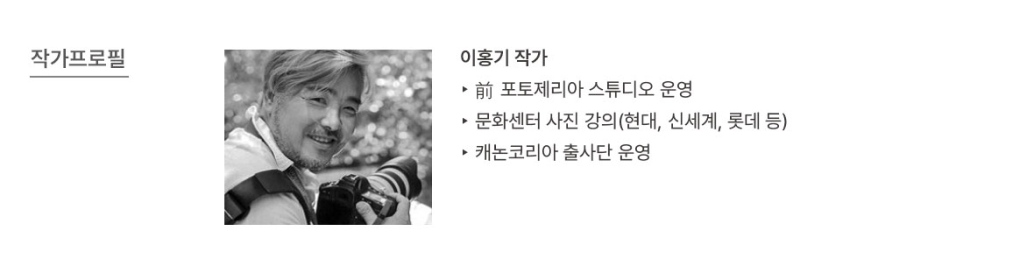 작가프로필
이홍기 작가
‣ 前 포토제리아 스튜디오 운영
‣ 문화센터 사진 강의(현대, 신세계, 롯데 등)
‣ 캐논코리아 출사단 운영